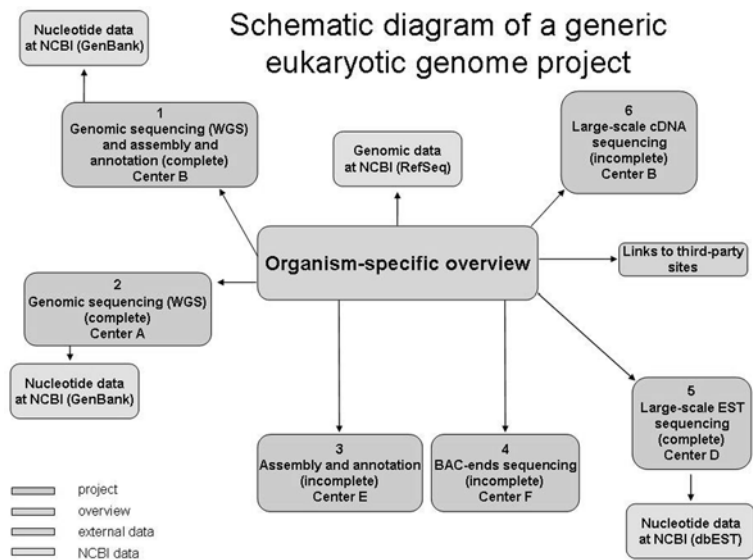 Schematic diagram of a generic
eukaryotic genome project
Nucleotide data
at NCBI (GenBank)
1
Genomic sequencing (WGS)
and assembly and
annotation (complete)
Center B
Genomic data
at NCBI (RefSeq)
6
Large-scale cDNA
sequencing
(incomplete)
Center B
Organism-specific overview
Links to third-party
sites
2
Genomic sequencing (WGS)
(complete)
Center A
Nucleotide data
at NCBI (GenBank)
3
Assembly and annotation
(incomplete)
Center E
4
BAC-ends sequencing
(incomplete)
Center F
5
Large-scale EST
sequencing
(complete)
Center D
Nucleotide data
at NCBI (dbEST)
project
overview
external data
NCBI data